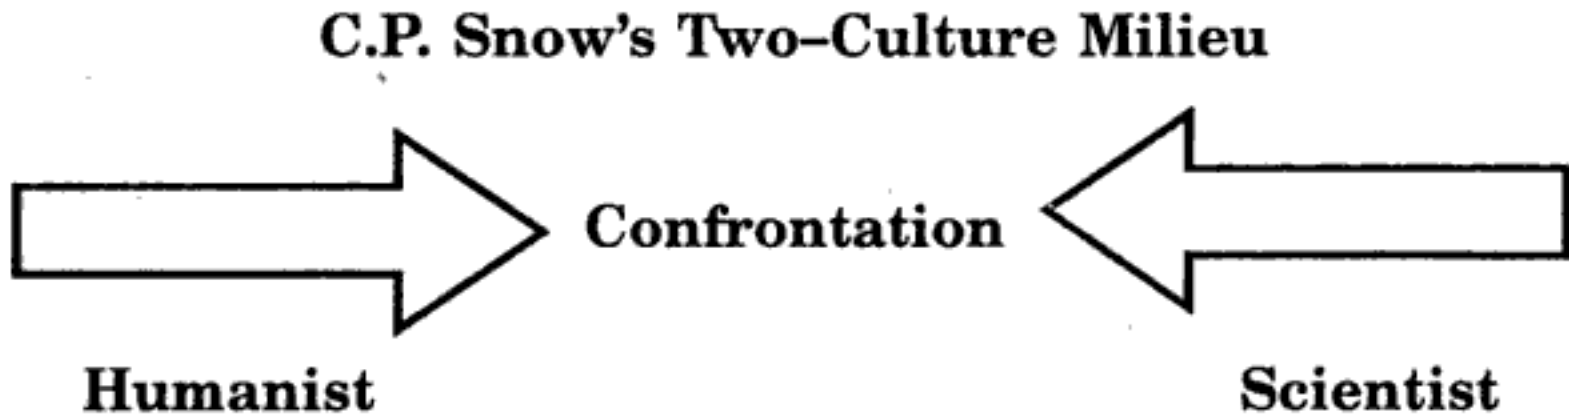 C.P. Snow's Two–Culture Milieu
Confrontation
Humanist
Scientist